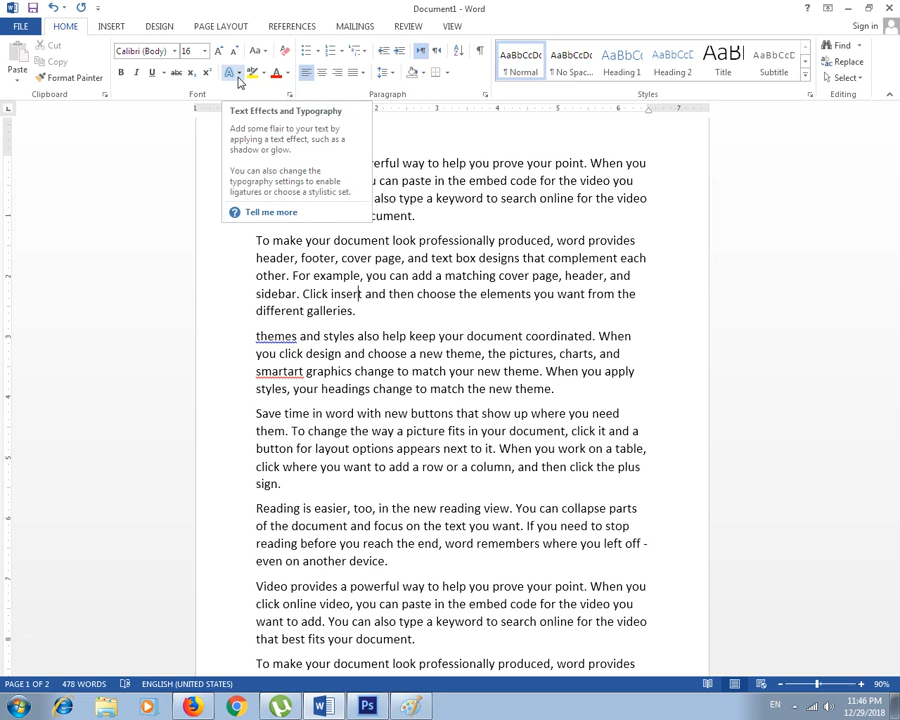 Document1 - Word
Sign in
FILE HOME INSERT DESIGN PAGE LAYOUT REFERENCES MAILINGS REVIEW VIEW
Paste
Cut
Copy
Format Painter
Clipboard
Calibri (Body) 16
Font
Paragraph
AaBbCcDc ¶ Normal
AaBbCcDc ¶ No Spac...
AaBbCc Heading 1
AaBbCc Heading 2
AaBl Title
AaBbCcD Subtitle
Styles
Find
Replace
Select
Editing
Text Effects and Typography
Add some flair to your text by
applying a text effect, such as a
shadow or glow.
You can also change the
typography settings to enable
ligatures or choose a stylistic set.
Tell me more
way to help you prove your point. When you
can paste in the embed code for the video you
also type a keyword to search online for the video
To make your document look professionally produced, word provides
header, footer, cover page, and text box designs that complement each
other. For example, you can add a matching cover page, header, and
sidebar. Click insert and then choose the elements you want from the
different galleries.
themes and styles also help keep your document coordinated. When
you click design and choose a new theme, the pictures, charts, and
smartart graphics change to match your new theme. When you apply
styles, your headings change to match the new theme.
Save time in word with new buttons that show up where you need
them. To change the way a picture fits in your document, click it and a
button for layout options appears next to it. When you work on a table,
click where you want to add a row or a column, and then click the plus
sign.
Reading is easier, too, in the new reading view. You can collapse parts
of the document and focus on the text you want. If you need to stop
reading before you reach the end, word remembers where you left off -
even on another device.
Video provides a powerful way to help you prove your point. When you
click online video, you can paste in the embed code for the video you
want to add. You can also type a keyword to search online for the video
that best fits your document.
To make your document look professionally produced, word provides
PAGE 1 OF 2 478 WORDS ENGLISH (UNITED STATES)
90%
EN
11:46 PM
12/29/2018